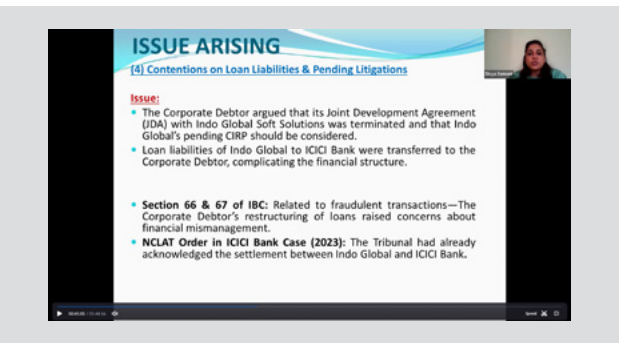 ISSUE ARISING
(4) Contentions on Loan Liabilities & Pending Litigations
Issue:
• The Corporate Debtor argued that its Joint Development Agreement
(JDA) with Indo Global Soft Solutions was terminated and that Indo
Global's pending CIRP should be considered.
• Loan liabilities of Indo Global to ICICI Bank were transferred to the
Corporate Debtor, complicating the financial structure.
• Section 66 & 67 of IBC: Related to fraudulent transactions—The
Corporate Debtor's restructuring of loans raised concerns about
financial mismanagement.
• NCLAT Order in ICICI Bank Case (2023): The Tribunal had already
acknowledged the settlement between Indo Global and ICICI Bank.
Speed